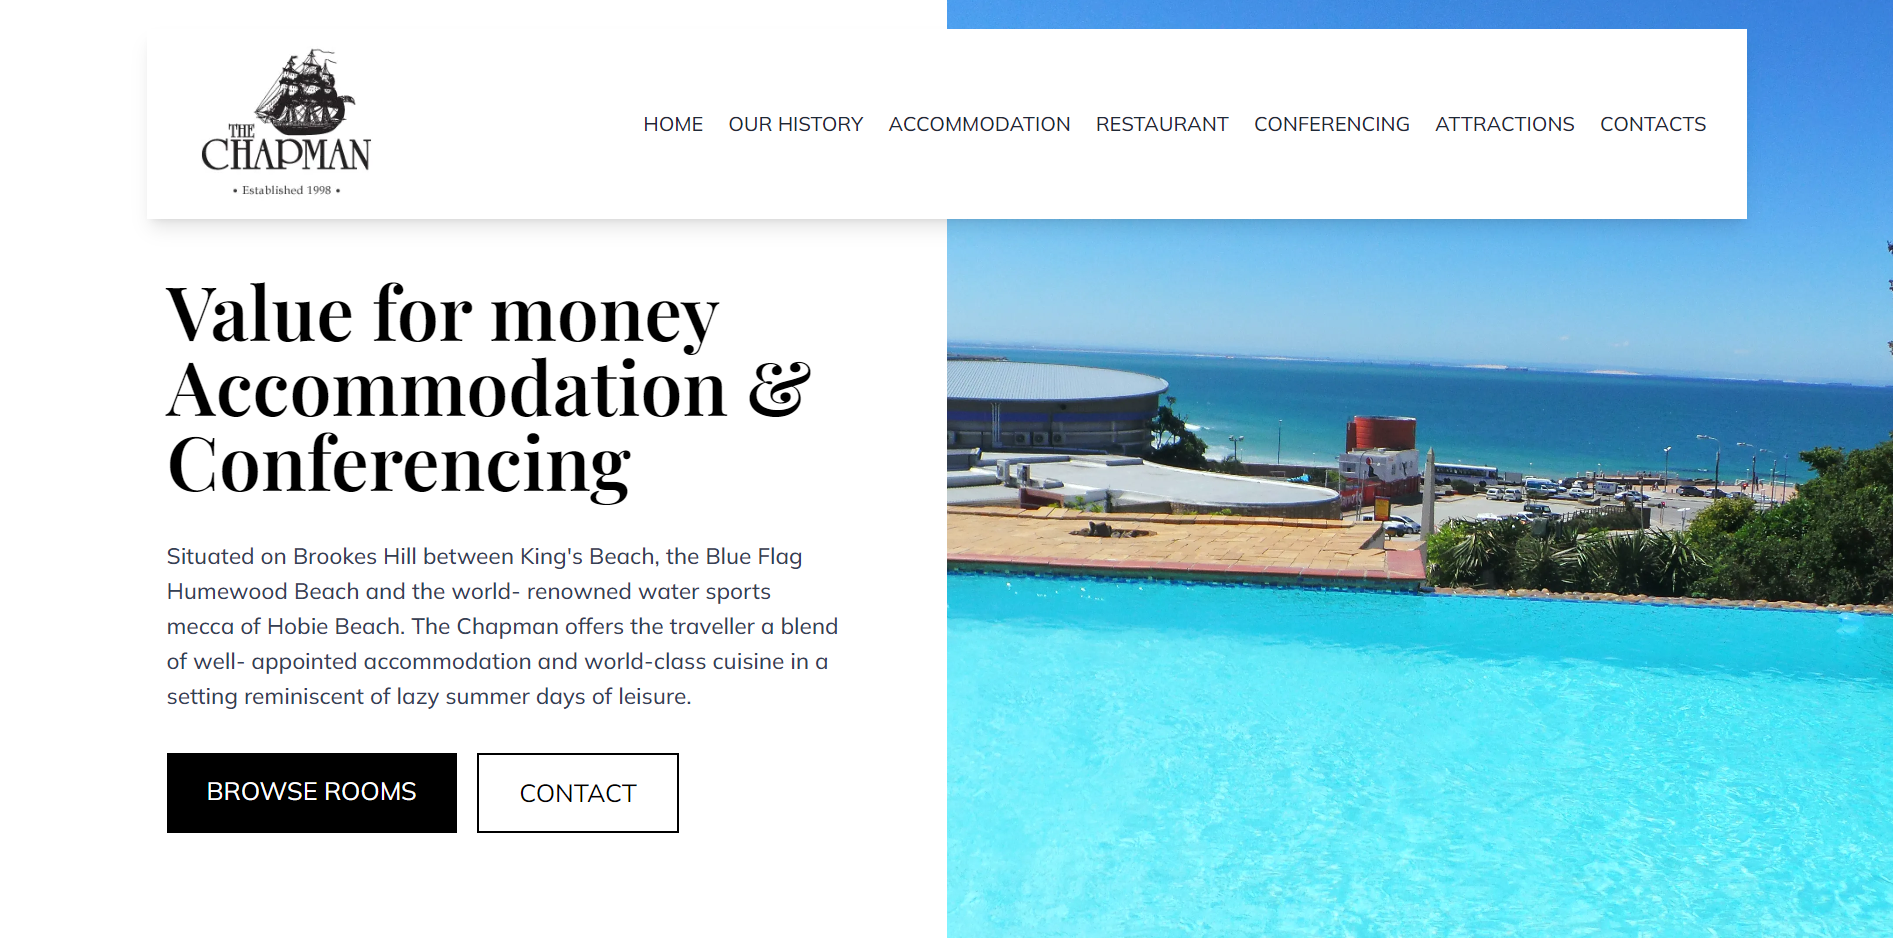 THE
CHAPMAN
• Established 1998 •
HOME OUR HISTORY ACCOMMODATION RESTAURANT CONFERENCING ATTRACTIONS CONTACTS
Value for money
Accommodation &
Conferencing
Situated on Brookes Hill between King's Beach, the Blue Flag
Humewood Beach and the world- renowned water sports
mecca of Hobie Beach. The Chapman offers the traveller a blend
of well- appointed accommodation and world-class cuisine in a
setting reminiscent of lazy summer days of leisure.
BROWSE ROOMS CONTACT